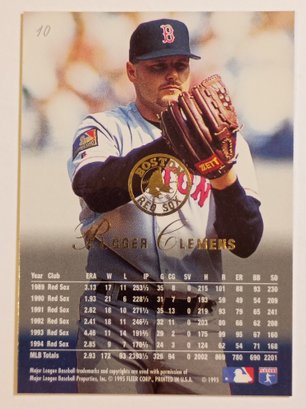 10
B
ZETT
BOSTON
RED SOX
TON
ROGER CLEMENS
Year Club ERA W L IP G CG SV H R ER BB SO
1989 Red Sox 3.13 17 11 253⅓ 35 8 0 215 101 88 93 230
1990 Red Sox 1.93 21 6 228⅓ 31 7 0 193 59 49 54 209
1991 Red Sox 2.62 18 10 271⅓ 35 13 0 219 93 79 65 241
1992 Red Sox 2.41 18 11 246⅔ 32 11 0 203 80 66 62 208
1993 Red Sox 4.46 11 14 191⅔ 29 2 0 175 99 95 67 160
1994 Red Sox 2.85 9 7 170⅔ 24 3 0 124 62 54 71 168
MLB Totals 2.93 172 93 2393⅓ 326 94 0 2002 869 780 690 2201
Major League Baseball trademarks and copyrights are used with permission of
Major League Baseball Properties, Inc. © 1995 FLEER CORP., PRINTED IN U.S.A. © 1995